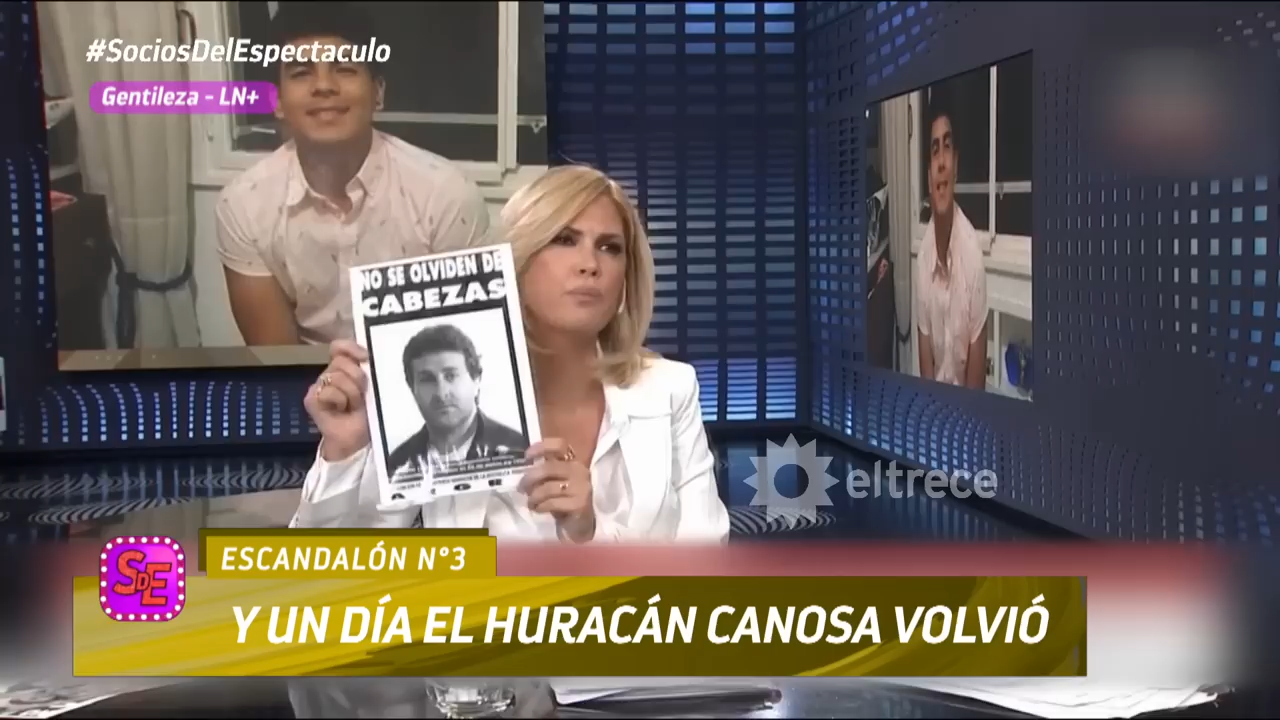 #SociosDelEspectaculo
Gentileza - LN+
NO SE OLVIDEN DE
CABEZAS
eltrece
ESCANDALÓN N°3
SDE
Y UN DÍA EL HURACÁN CANOSA VOLVIÓ